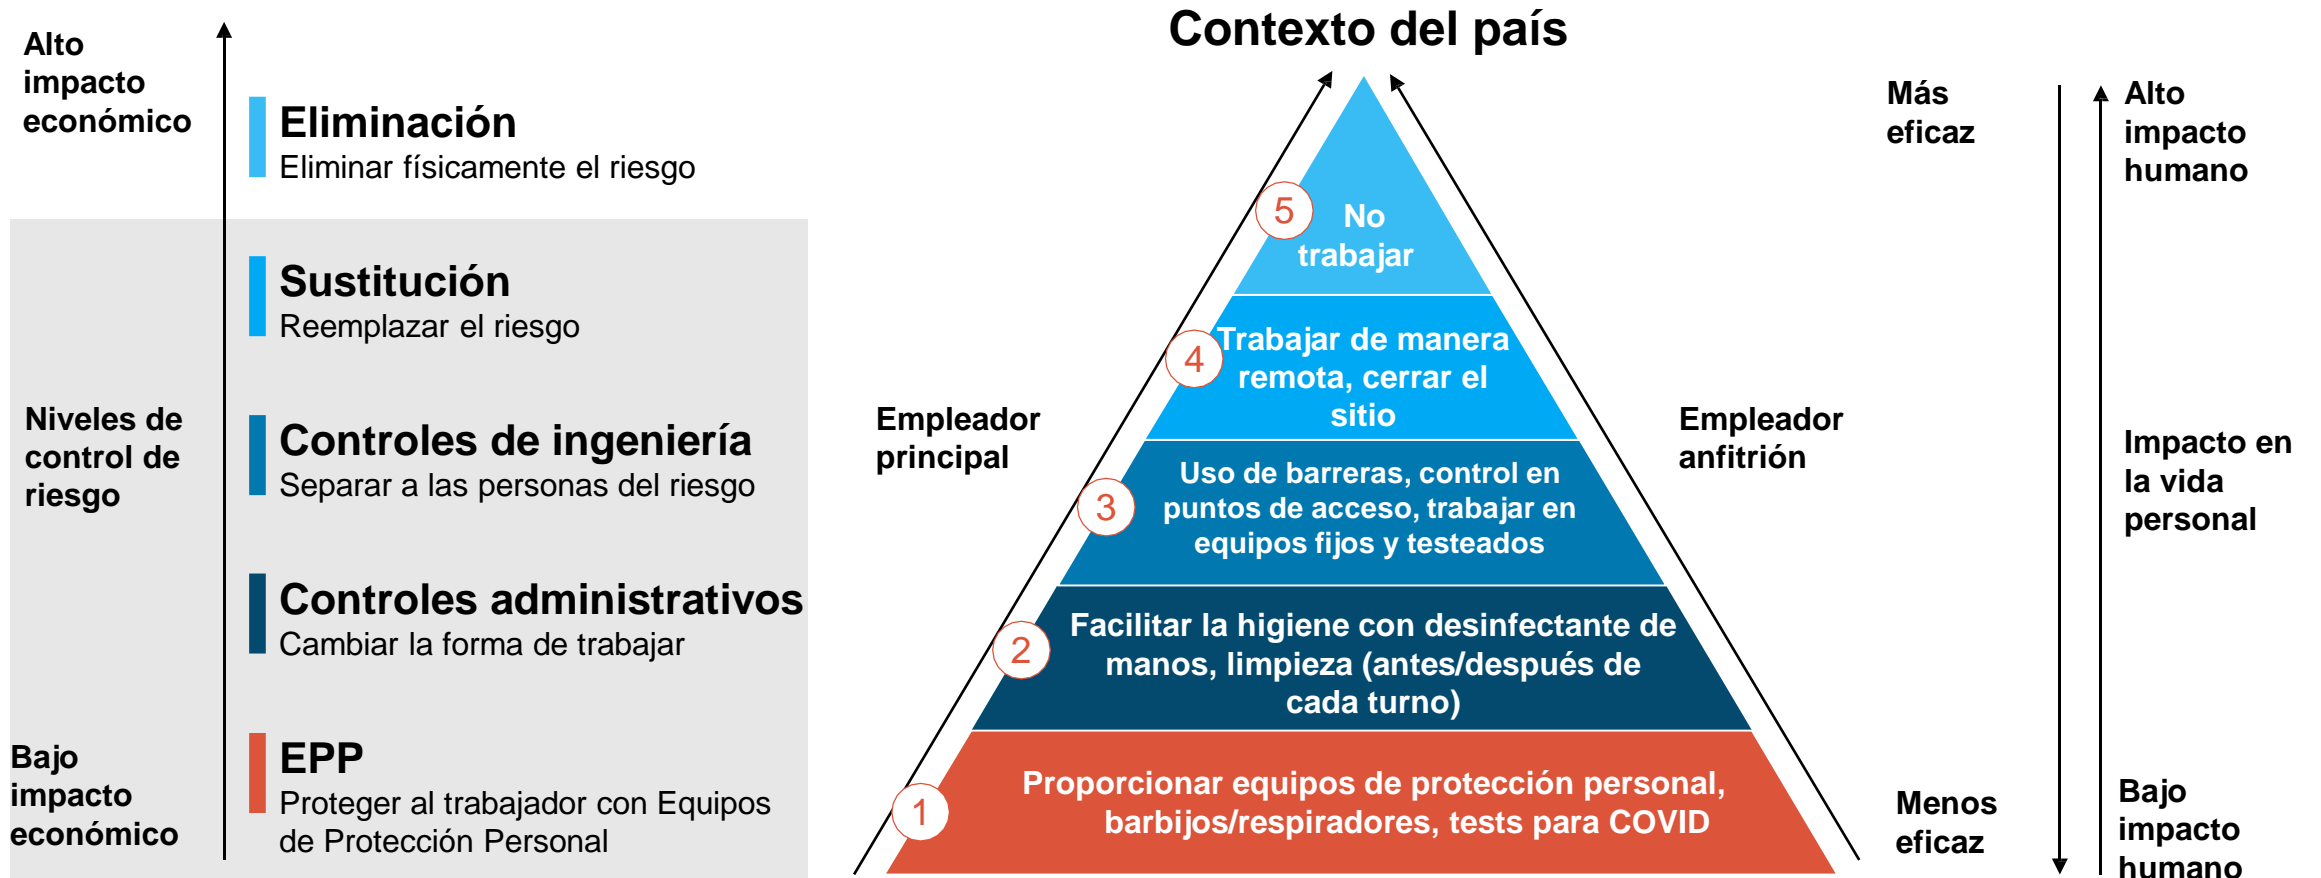 Contexto del país
Alto
impacto
económico
Eliminación
Eliminar físicamente el riesgo
Sustitución
Reemplazar el riesgo
Niveles de
control de
riesgo
Controles de ingeniería
Separar a las personas del riesgo
Controles administrativos
Cambiar la forma de trabajar
Bajo
impacto
económico
EPP
Proteger al trabajador con Equipos
de Protección Personal
Empleador
principal
5
No
trabajar
4
Trabajar de manera
remota, cerrar el
sitio
3
Uso de barreras, control en
puntos de acceso, trabajar en
equipos fijos y testeados
2
Facilitar la higiene con desinfectante de
manos, limpieza (antes/después de
cada turno)
1
Proporcionar equipos de protección personal,
barbijos/respiradores, tests para COVID
Empleador
anfitrión
Más
eficaz
Menos
eficaz
Alto
impacto
humano
Impacto en
la vida
personal
Bajo
impacto
humano